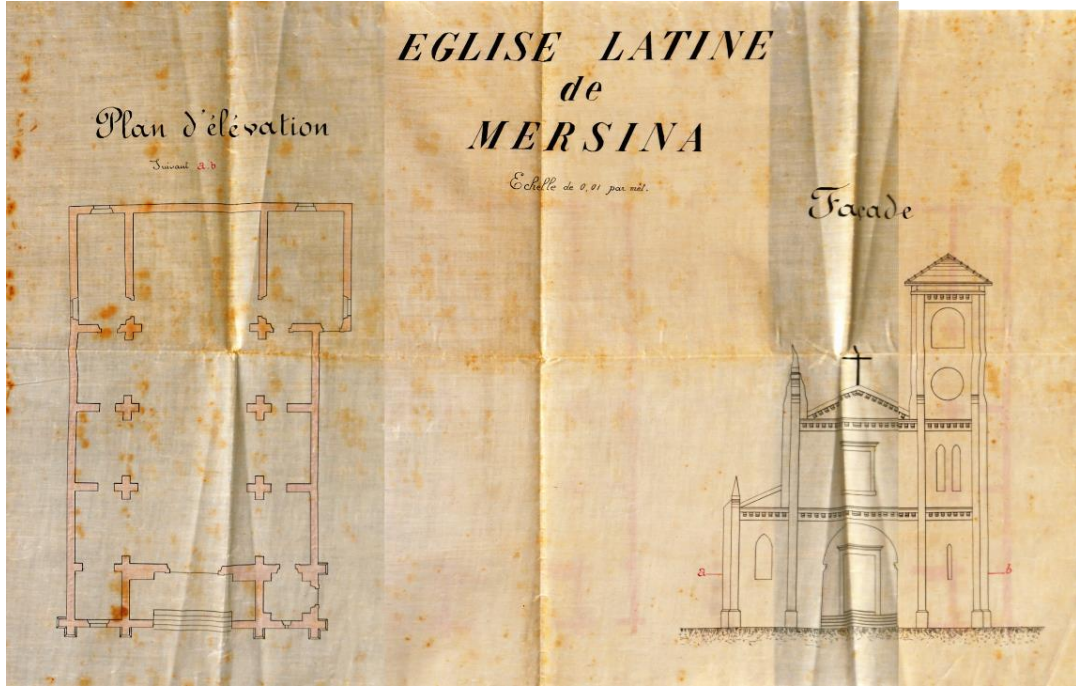 EGLISE LATINE
de
MERSINA
Echelle de 0,01 par mèt.
Plan d'élévation
Suivant a.b
Façade
a
b